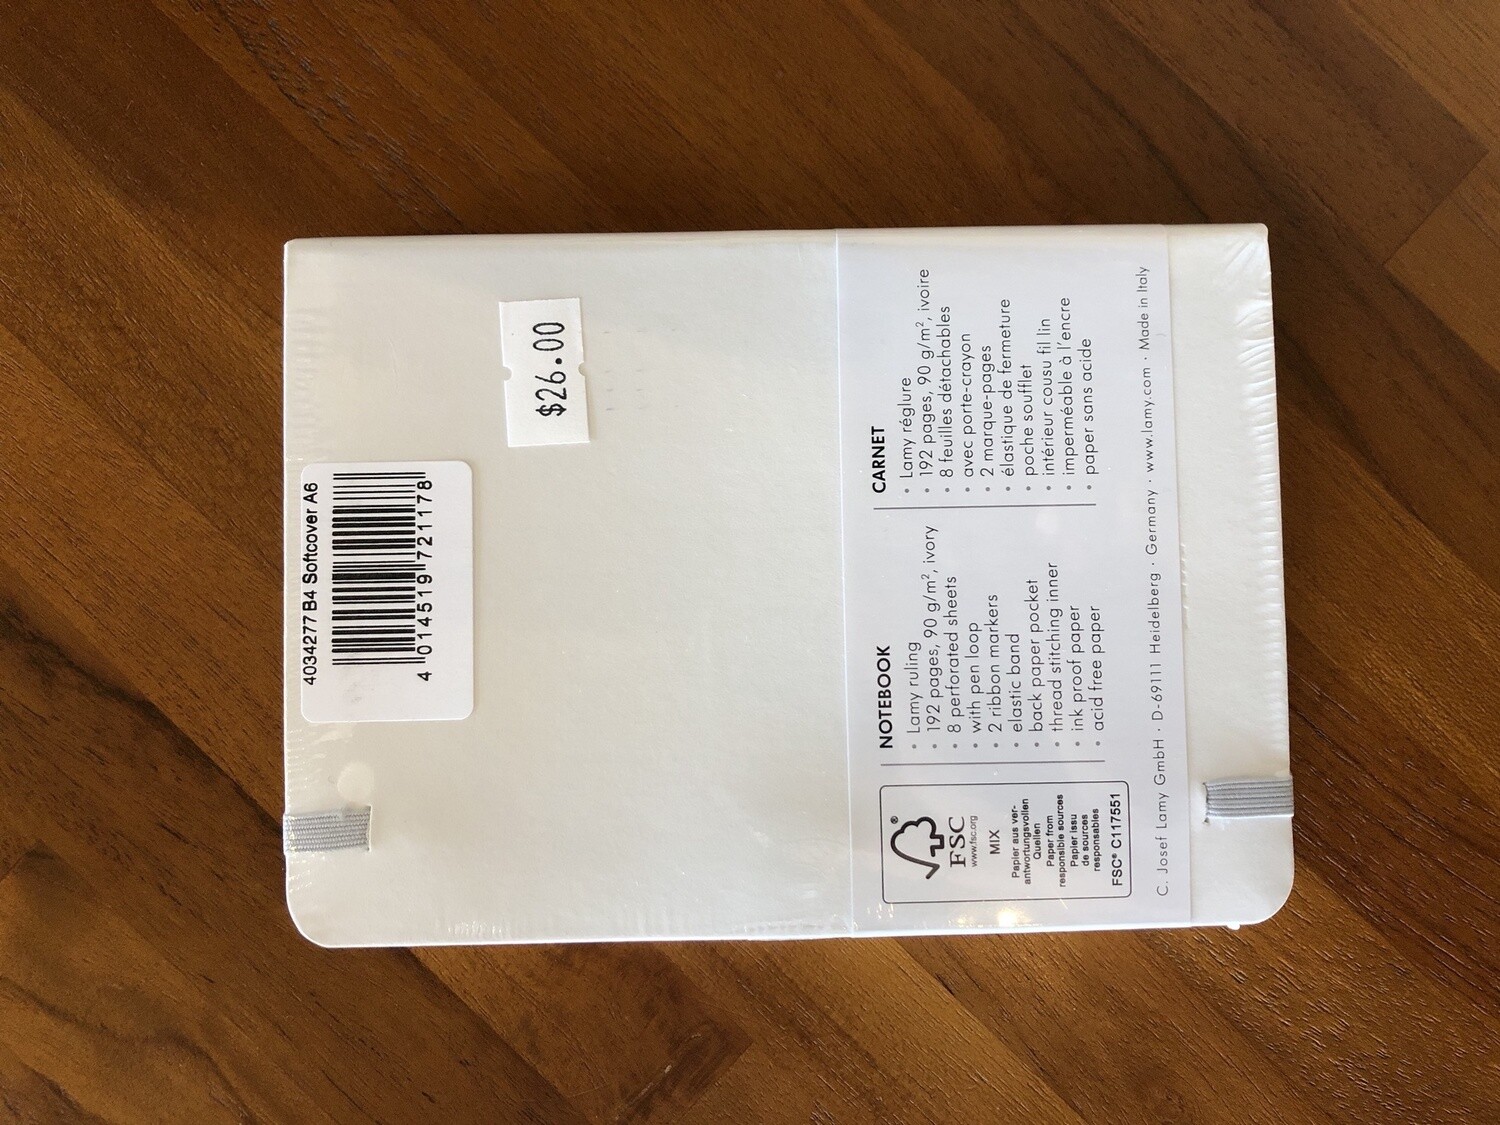 4034277 B4 Softcover A6
4 014519 721178
$26.00
FSC
®
www.fsc.org
MIX
Papier aus ver-
antwortungsvollen
Quellen
Paper from
responsible sources
Papier issu
de sources
responsables
FSC® C117551
NOTEBOOK
• Lamy ruling
• 192 pages, 90 g/m², ivory
• 8 perforated sheets
• with pen loop
• 2 ribbon markers
• elastic band
• back paper pocket
• thread stitching inner
• ink proof paper
• acid free paper
CARNET
• Lamy réglure
• 192 pages, 90 g/m², ivoire
• 8 feuilles détachables
• avec porte-crayon
• 2 marque-pages
• élastique de fermeture
• poche soufflet
• intérieur cousu fil lin
• imperméable à l'encre
• paper sans acide
C. Josef Lamy GmbH · D-69111 Heidelberg · Germany · www.lamy.com · Made in Italy